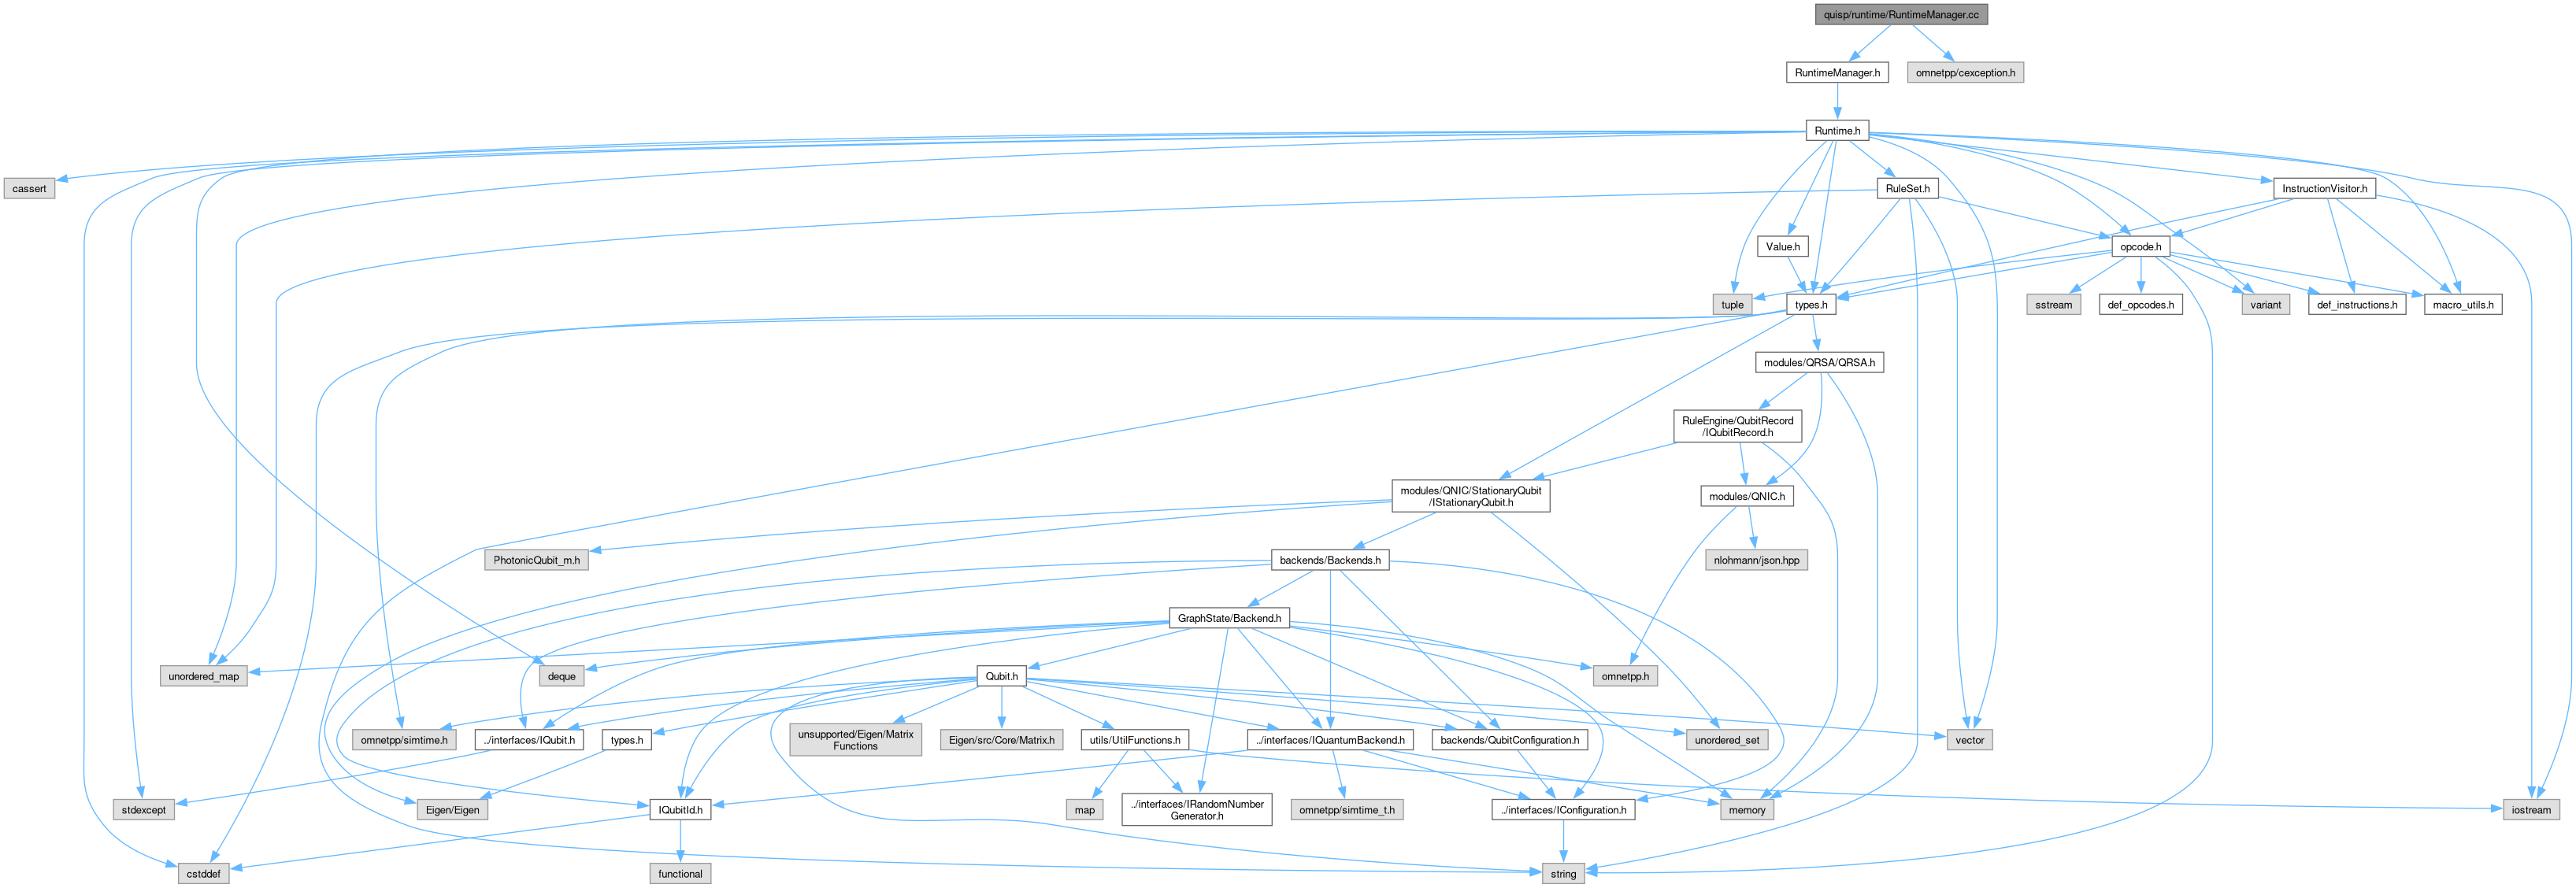 quisp/runtime/RuntimeManager.cc
RuntimeManager.h
omnetpp/cexception.h
Runtime.h
cassert
RuleSet.h
InstructionVisitor.h
Value.h
opcode.h
tuple
types.h
sstream
def_opcodes.h
variant
def_instructions.h
macro_utils.h
modules/QRSA/QRSA.h
RuleEngine/QubitRecord
/IQubitRecord.h
modules/QNIC/StationaryQubit
/IStationaryQubit.h
modules/QNIC.h
PhotonicQubit_m.h
backends/Backends.h
nlohmann/json.hpp
GraphState/Backend.h
unordered_map
deque
Qubit.h
omnetpp.h
omnetpp/simtime.h
../interfaces/IQubit.h
types.h
unsupported/Eigen/Matrix
Functions
Eigen/src/Core/Matrix.h
utils/UtilFunctions.h
../interfaces/IQuantumBackend.h
backends/QubitConfiguration.h
unordered_set
vector
stdexcept
Eigen/Eigen
IQubitId.h
map
../interfaces/IRandomNumber
Generator.h
omnetpp/simtime_t.h
../interfaces/IConfiguration.h
memory
iostream
cstddef
functional
string